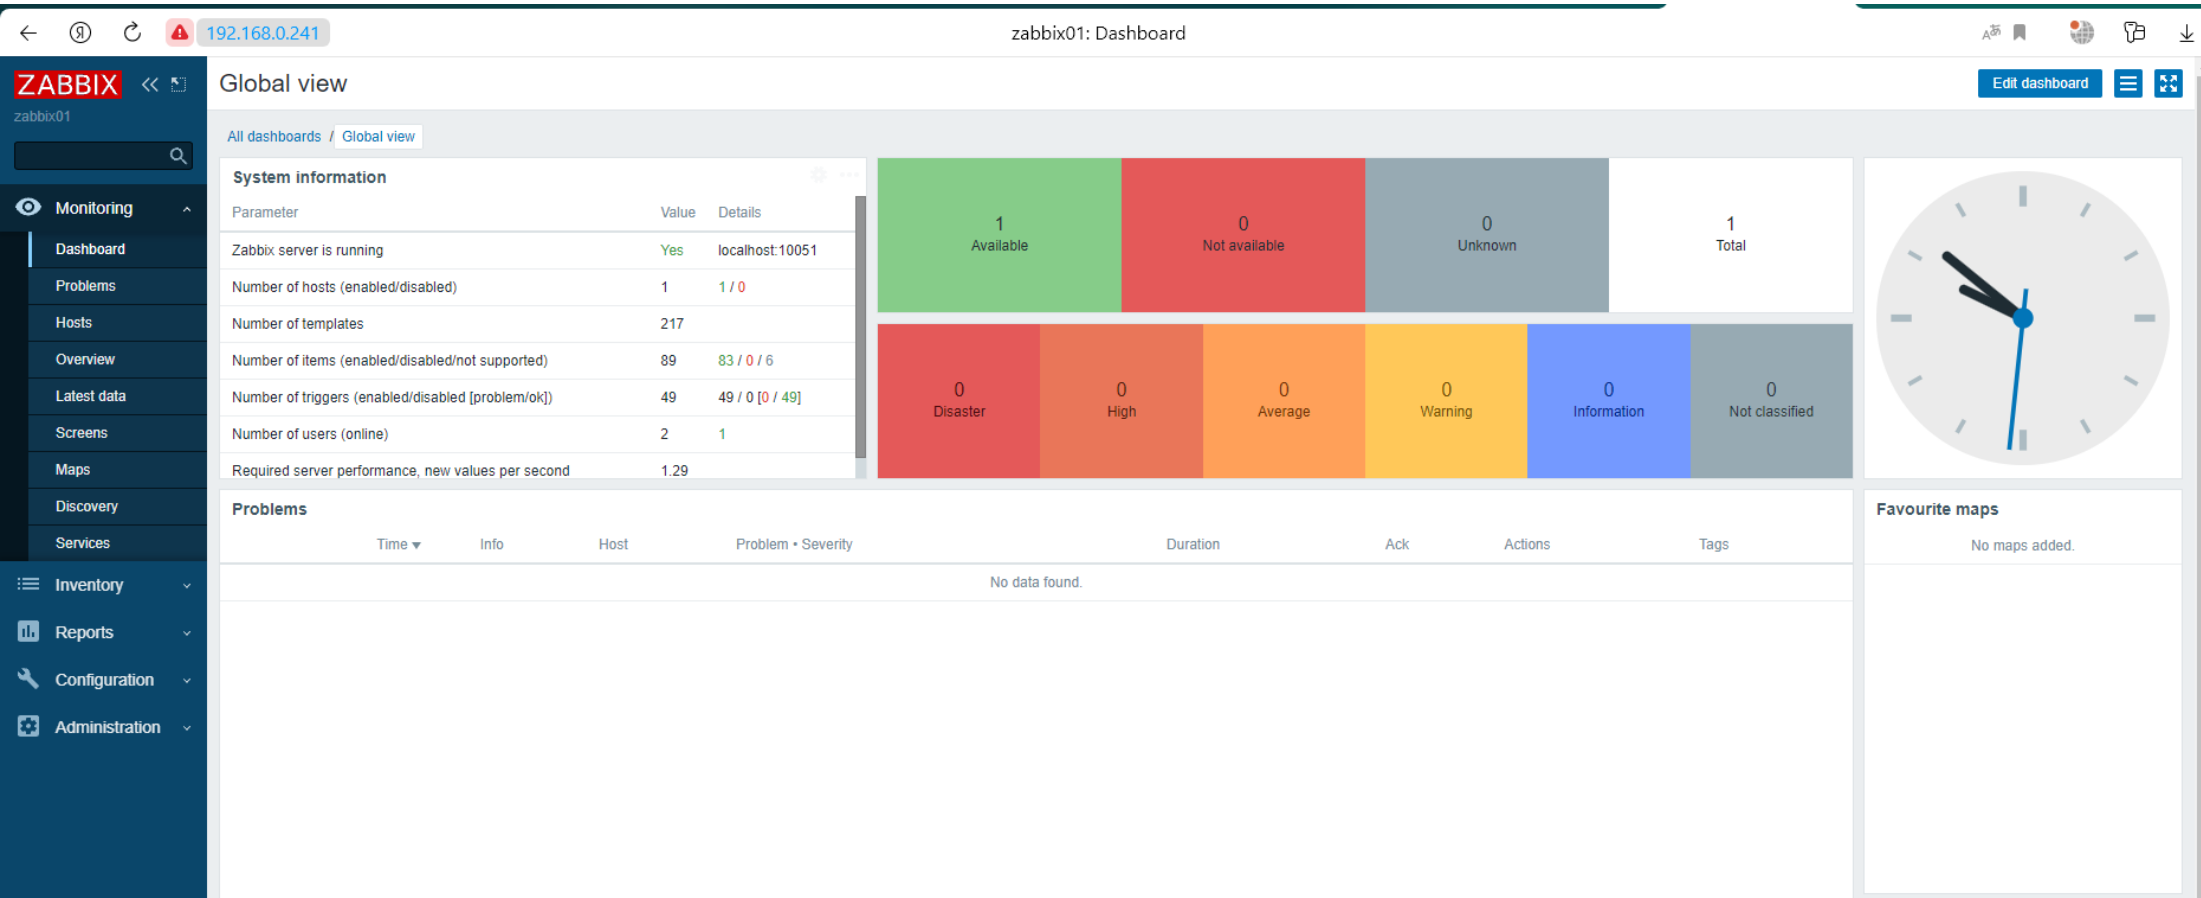 192.168.0.241
zabbix01: Dashboard
ZABBIX
zabbix01
Monitoring
Dashboard
Problems
Hosts
Overview
Latest data
Screens
Maps
Discovery
Services
Inventory
Reports
Configuration
Administration
Global view
Edit dashboard
All dashboards / Global view
System information
Parameter Value Details
Zabbix server is running Yes localhost:10051
Number of hosts (enabled/disabled) 1 1 / 0
Number of templates 217
Number of items (enabled/disabled/not supported) 89 83 / 0 / 6
Number of triggers (enabled/disabled [problem/ok]) 49 49 / 0 [0 / 49]
Number of users (online) 2 1
Required server performance, new values per second 1.29
1 0 0 1
Available Not available Unknown Total
0 0 0 0 0 0
Disaster High Average Warning Information Not classified
Problems
Time Info Host Problem • Severity Duration Ack Actions Tags
No data found.
Favourite maps
No maps added.